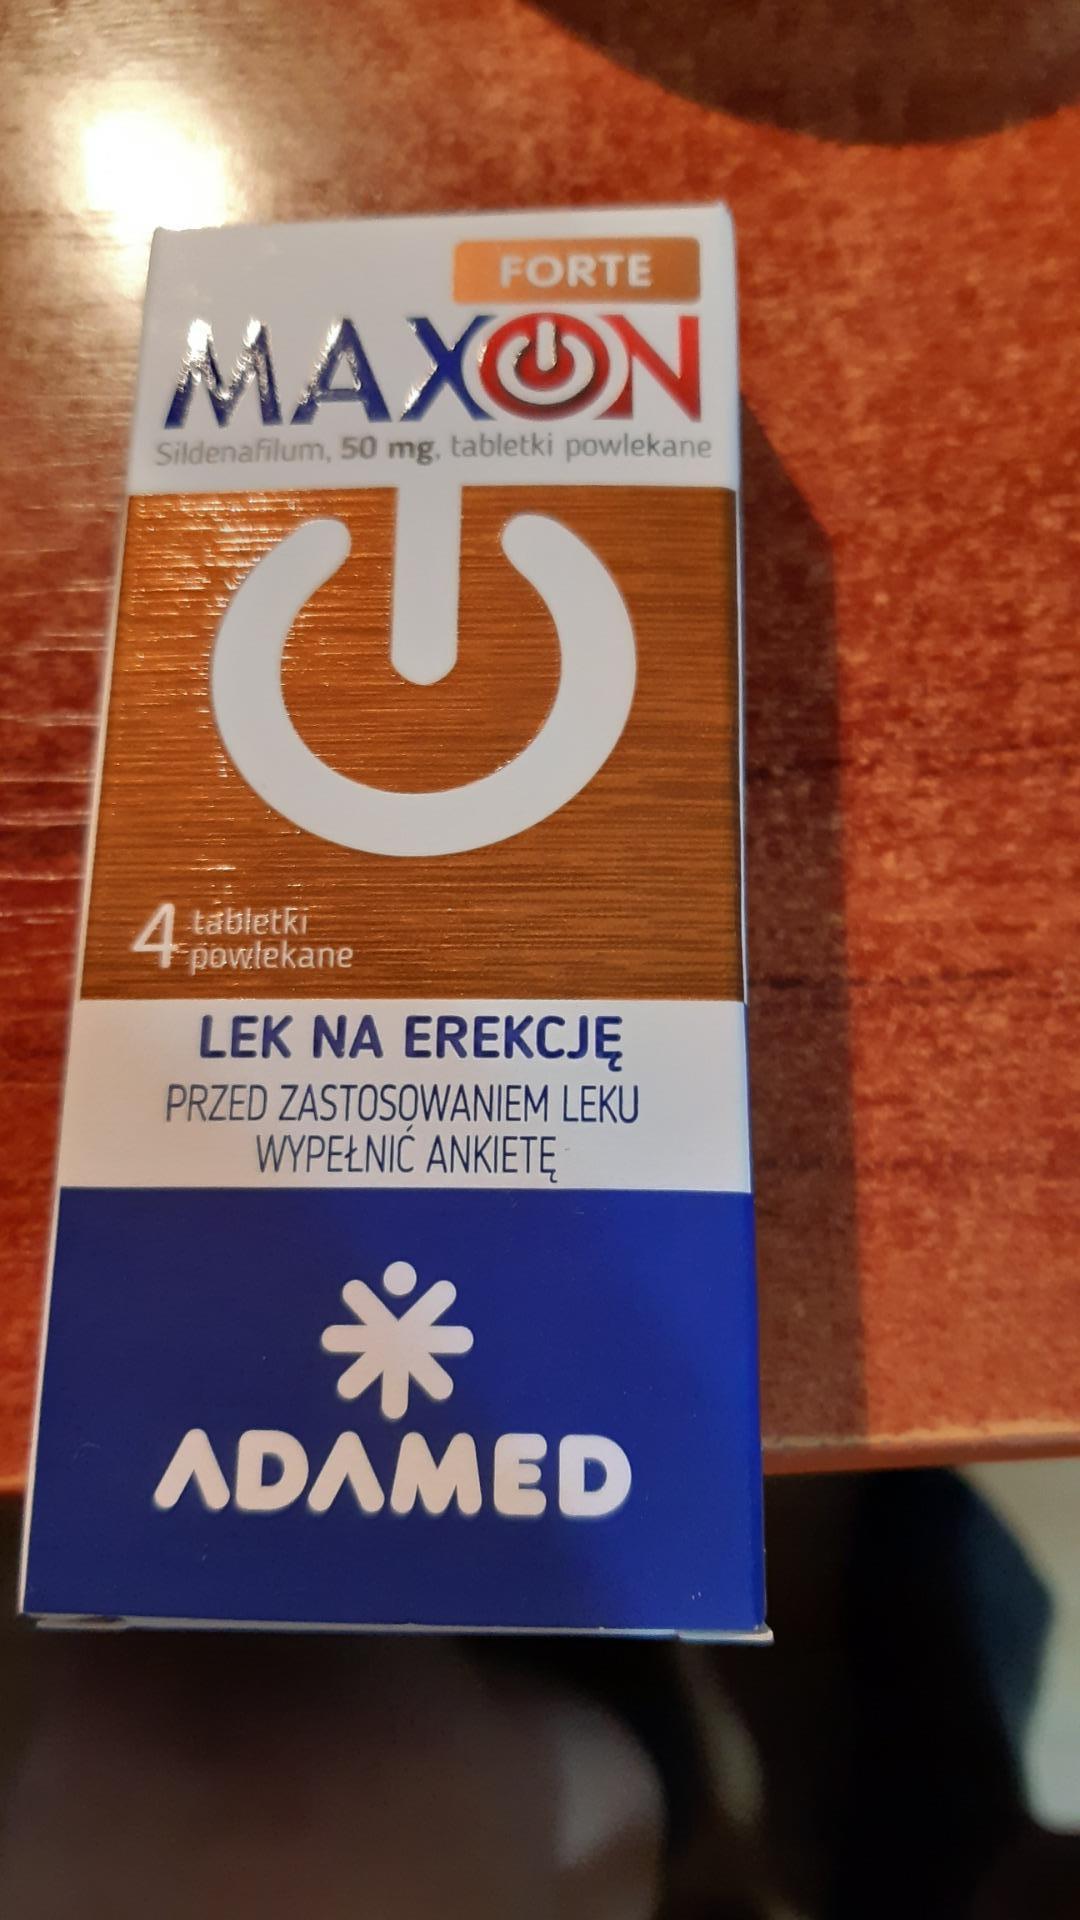 FORTE
MAXON
Sildenafilum, 50 mg, tabletki powlekane
4 tabletki
powlekane
LEK NA EREKCJĘ
PRZED ZASTOSOWANIEM LEKU
WYPEŁNIĆ ANKIETĘ
ADAMED